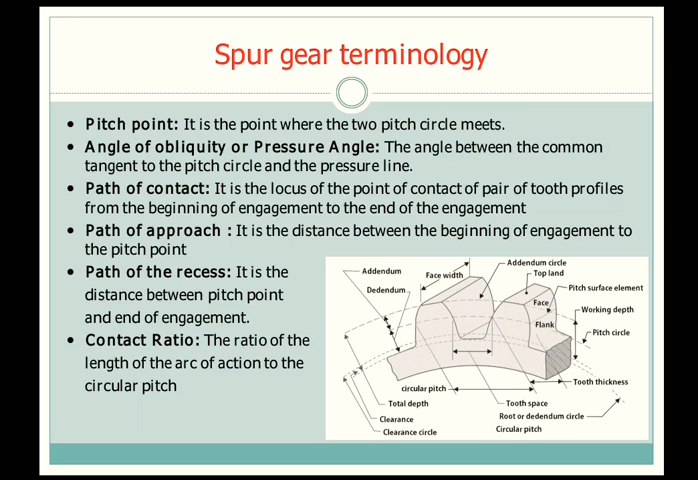 Spur gear terminology
• Pitch point: It is the point where the two pitch circle meets.
• Angle of obliquity or Pressure Angle: The angle between the common
tangent to the pitch circle and the pressure line.
• Path of contact: It is the locus of the point of contact of pair of tooth profiles
from the beginning of engagement to the end of the engagement
• Path of approach : It is the distance between the beginning of engagement to
the pitch point
• Path of the recess: It is the
distance between pitch point
and end of engagement.
• Contact Ratio: The ratio of the
length of the arc of action to the
circular pitch
Addendum
Dedendum
Face width
Addendum circle
Top land
Pitch surface element
Face
Working depth
Flank
Pitch circle
circular pitch
Tooth thickness
Total depth
Tooth space
Clearance
Root or dedendum circle
Clearance circle
Circular pitch